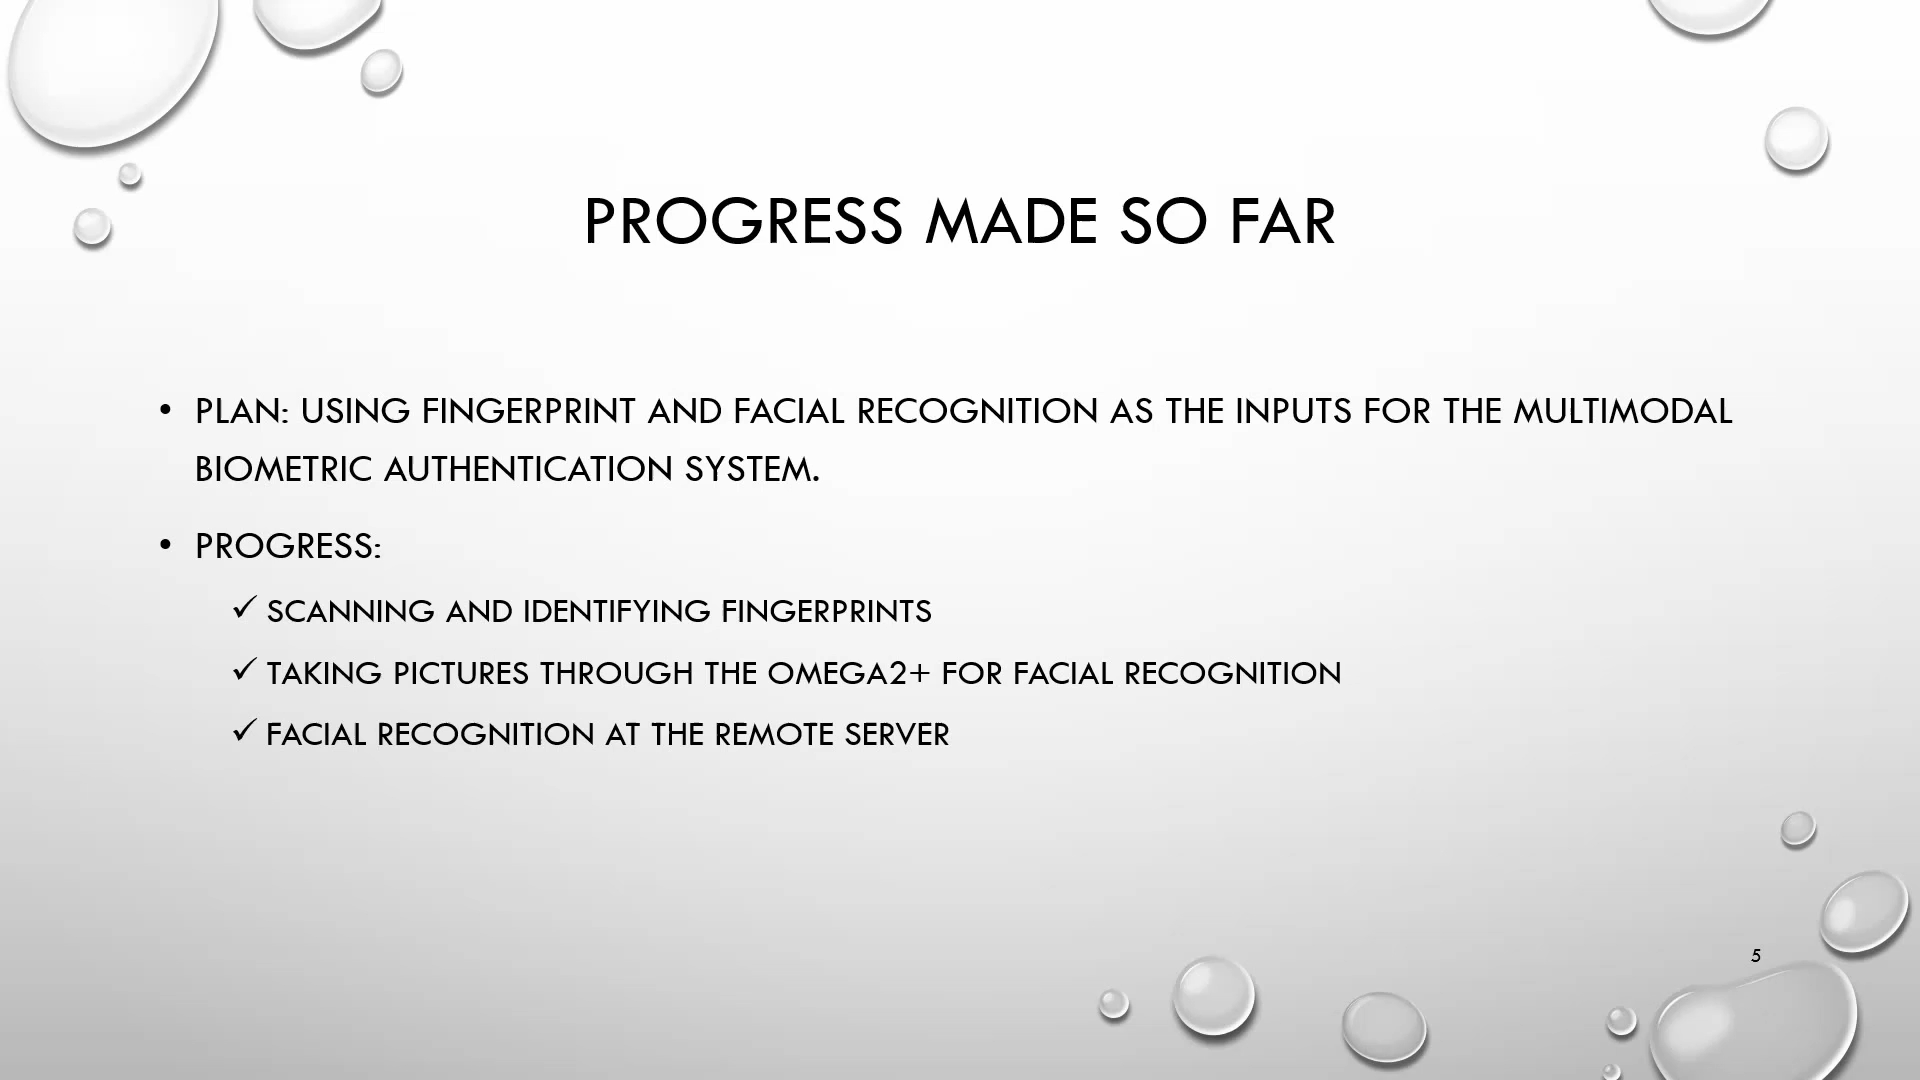 PROGRESS MADE SO FAR
• PLAN: USING FINGERPRINT AND FACIAL RECOGNITION AS THE INPUTS FOR THE MULTIMODAL
BIOMETRIC AUTHENTICATION SYSTEM.
• PROGRESS:
✓ SCANNING AND IDENTIFYING FINGERPRINTS
✓ TAKING PICTURES THROUGH THE OMEGA2+ FOR FACIAL RECOGNITION
✓ FACIAL RECOGNITION AT THE REMOTE SERVER
5